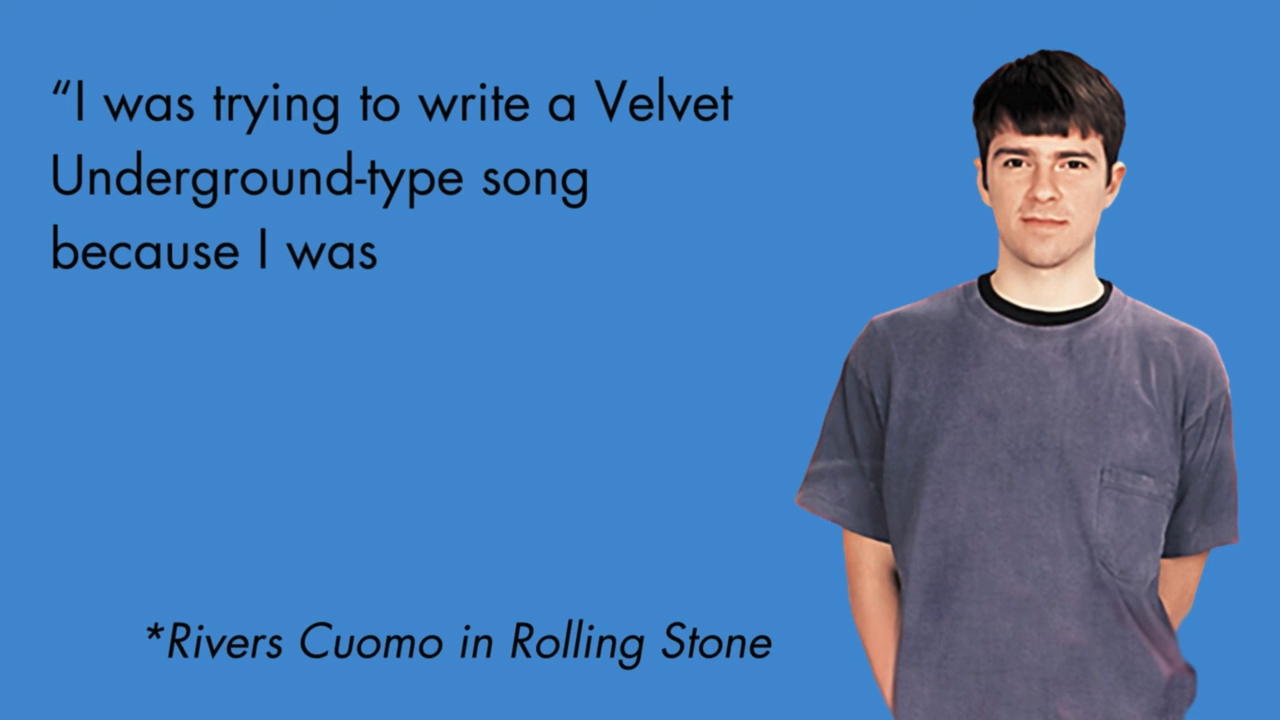 “I was trying to write a Velvet
Underground-type song
because I was
*Rivers Cuomo in Rolling Stone